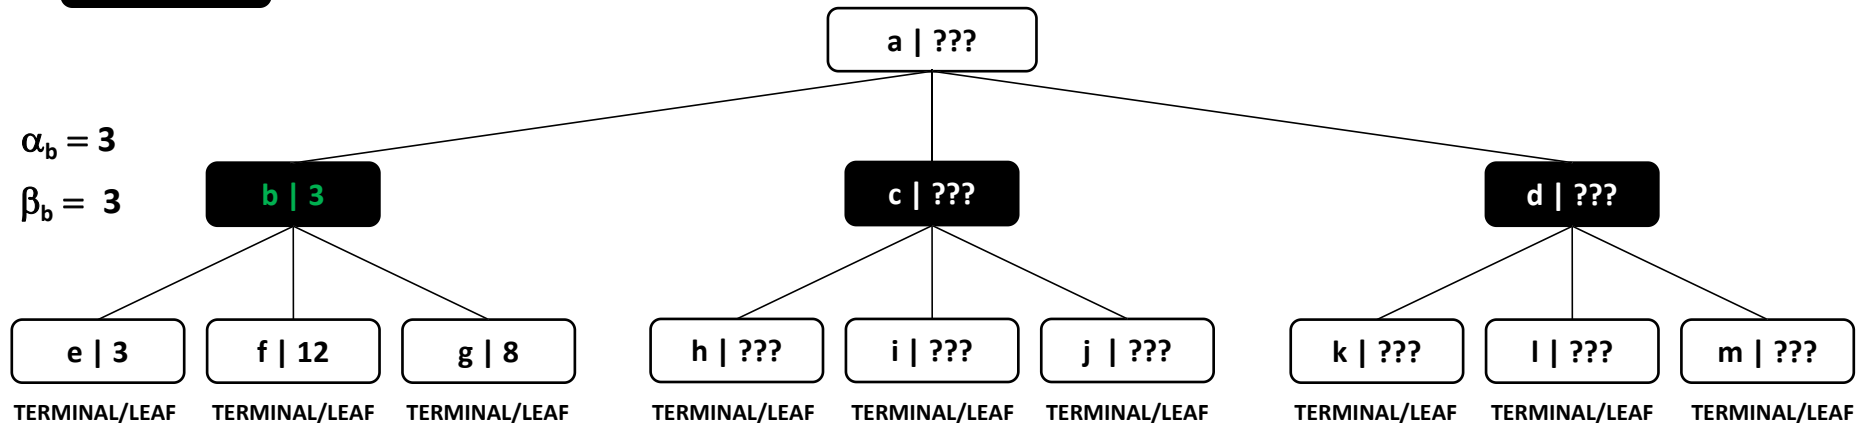 a | ???
αb = 3
βb = 3
b | 3
c | ???
d | ???
e | 3
f | 12
g | 8
h | ???
i | ???
j | ???
k | ???
l | ???
m | ???
TERMINAL/LEAF
TERMINAL/LEAF
TERMINAL/LEAF
TERMINAL/LEAF
TERMINAL/LEAF
TERMINAL/LEAF
TERMINAL/LEAF
TERMINAL/LEAF
TERMINAL/LEAF